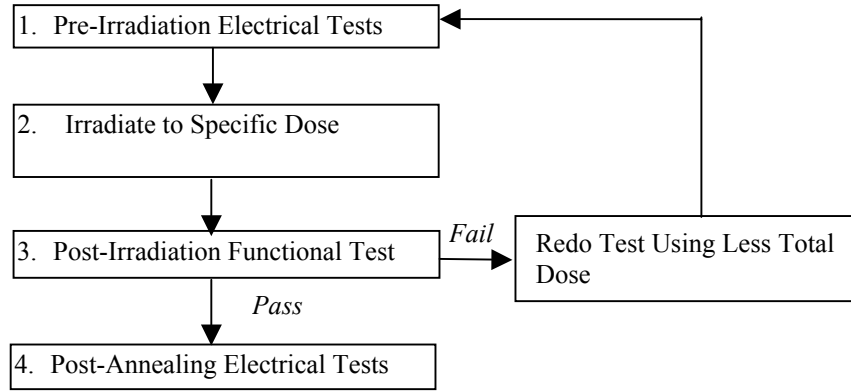 1. Pre-Irradiation Electrical Tests
2. Irradiate to Specific Dose
3. Post-Irradiation Functional Test
Fail
Redo Test Using Less Total
Dose
Pass
4. Post-Annealing Electrical Tests